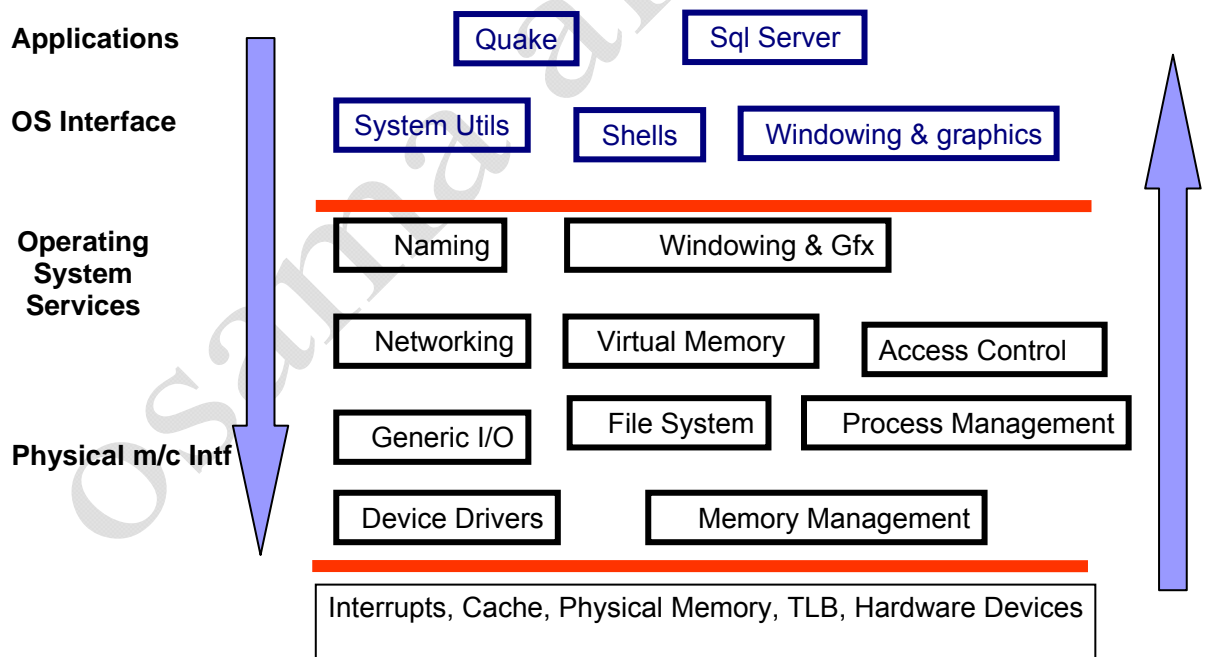 Applications
Quake
Sql Server
OS Interface
System Utils
Shells
Windowing & graphics
Operating
System
Services
Naming
Windowing & Gfx
Networking
Virtual Memory
Access Control
Physical m/c Intf
Generic I/O
File System
Process Management
Device Drivers
Memory Management
Interrupts, Cache, Physical Memory, TLB, Hardware Devices
Osama a